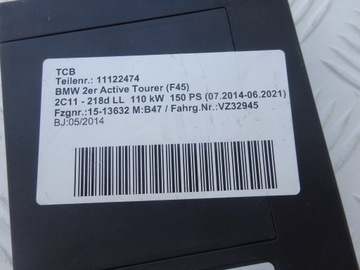 TCB
Teilenr.: 11122474
BMW 2er Active Tourer (F45)
2C11 - 218d LL 110 kW 150 PS (07.2014-06.2021)
Fzgnr.:15-13632 M:B47 / Fahrg.Nr.:VZ32945
BJ:05/2014